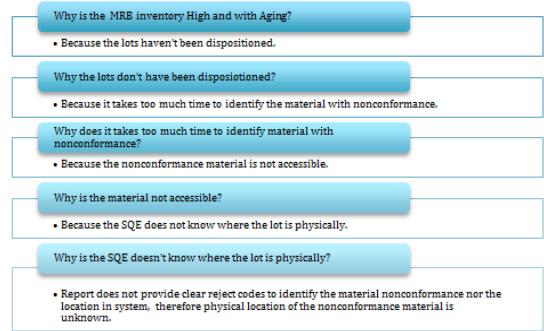 Why is the MRB inventory High and with Aging?
• Because the lots haven't been dispositioned.
Why the lots don't have been disposiotioned?
• Because it takes too much time to identify the material with nonconformance.
Why does it takes too much time to identify material with
nonconformance?
• Because the nonconformance material is not accessible.
Why is the material not accessible?
• Because the SQE does not know where the lot is physically.
Why is the SQE doesn't know where the lot is physically?
• Report does not provide clear reject codes to identify the material nonconformance nor the
location in system, therefore physical location of the nonconformance material is
unknown.